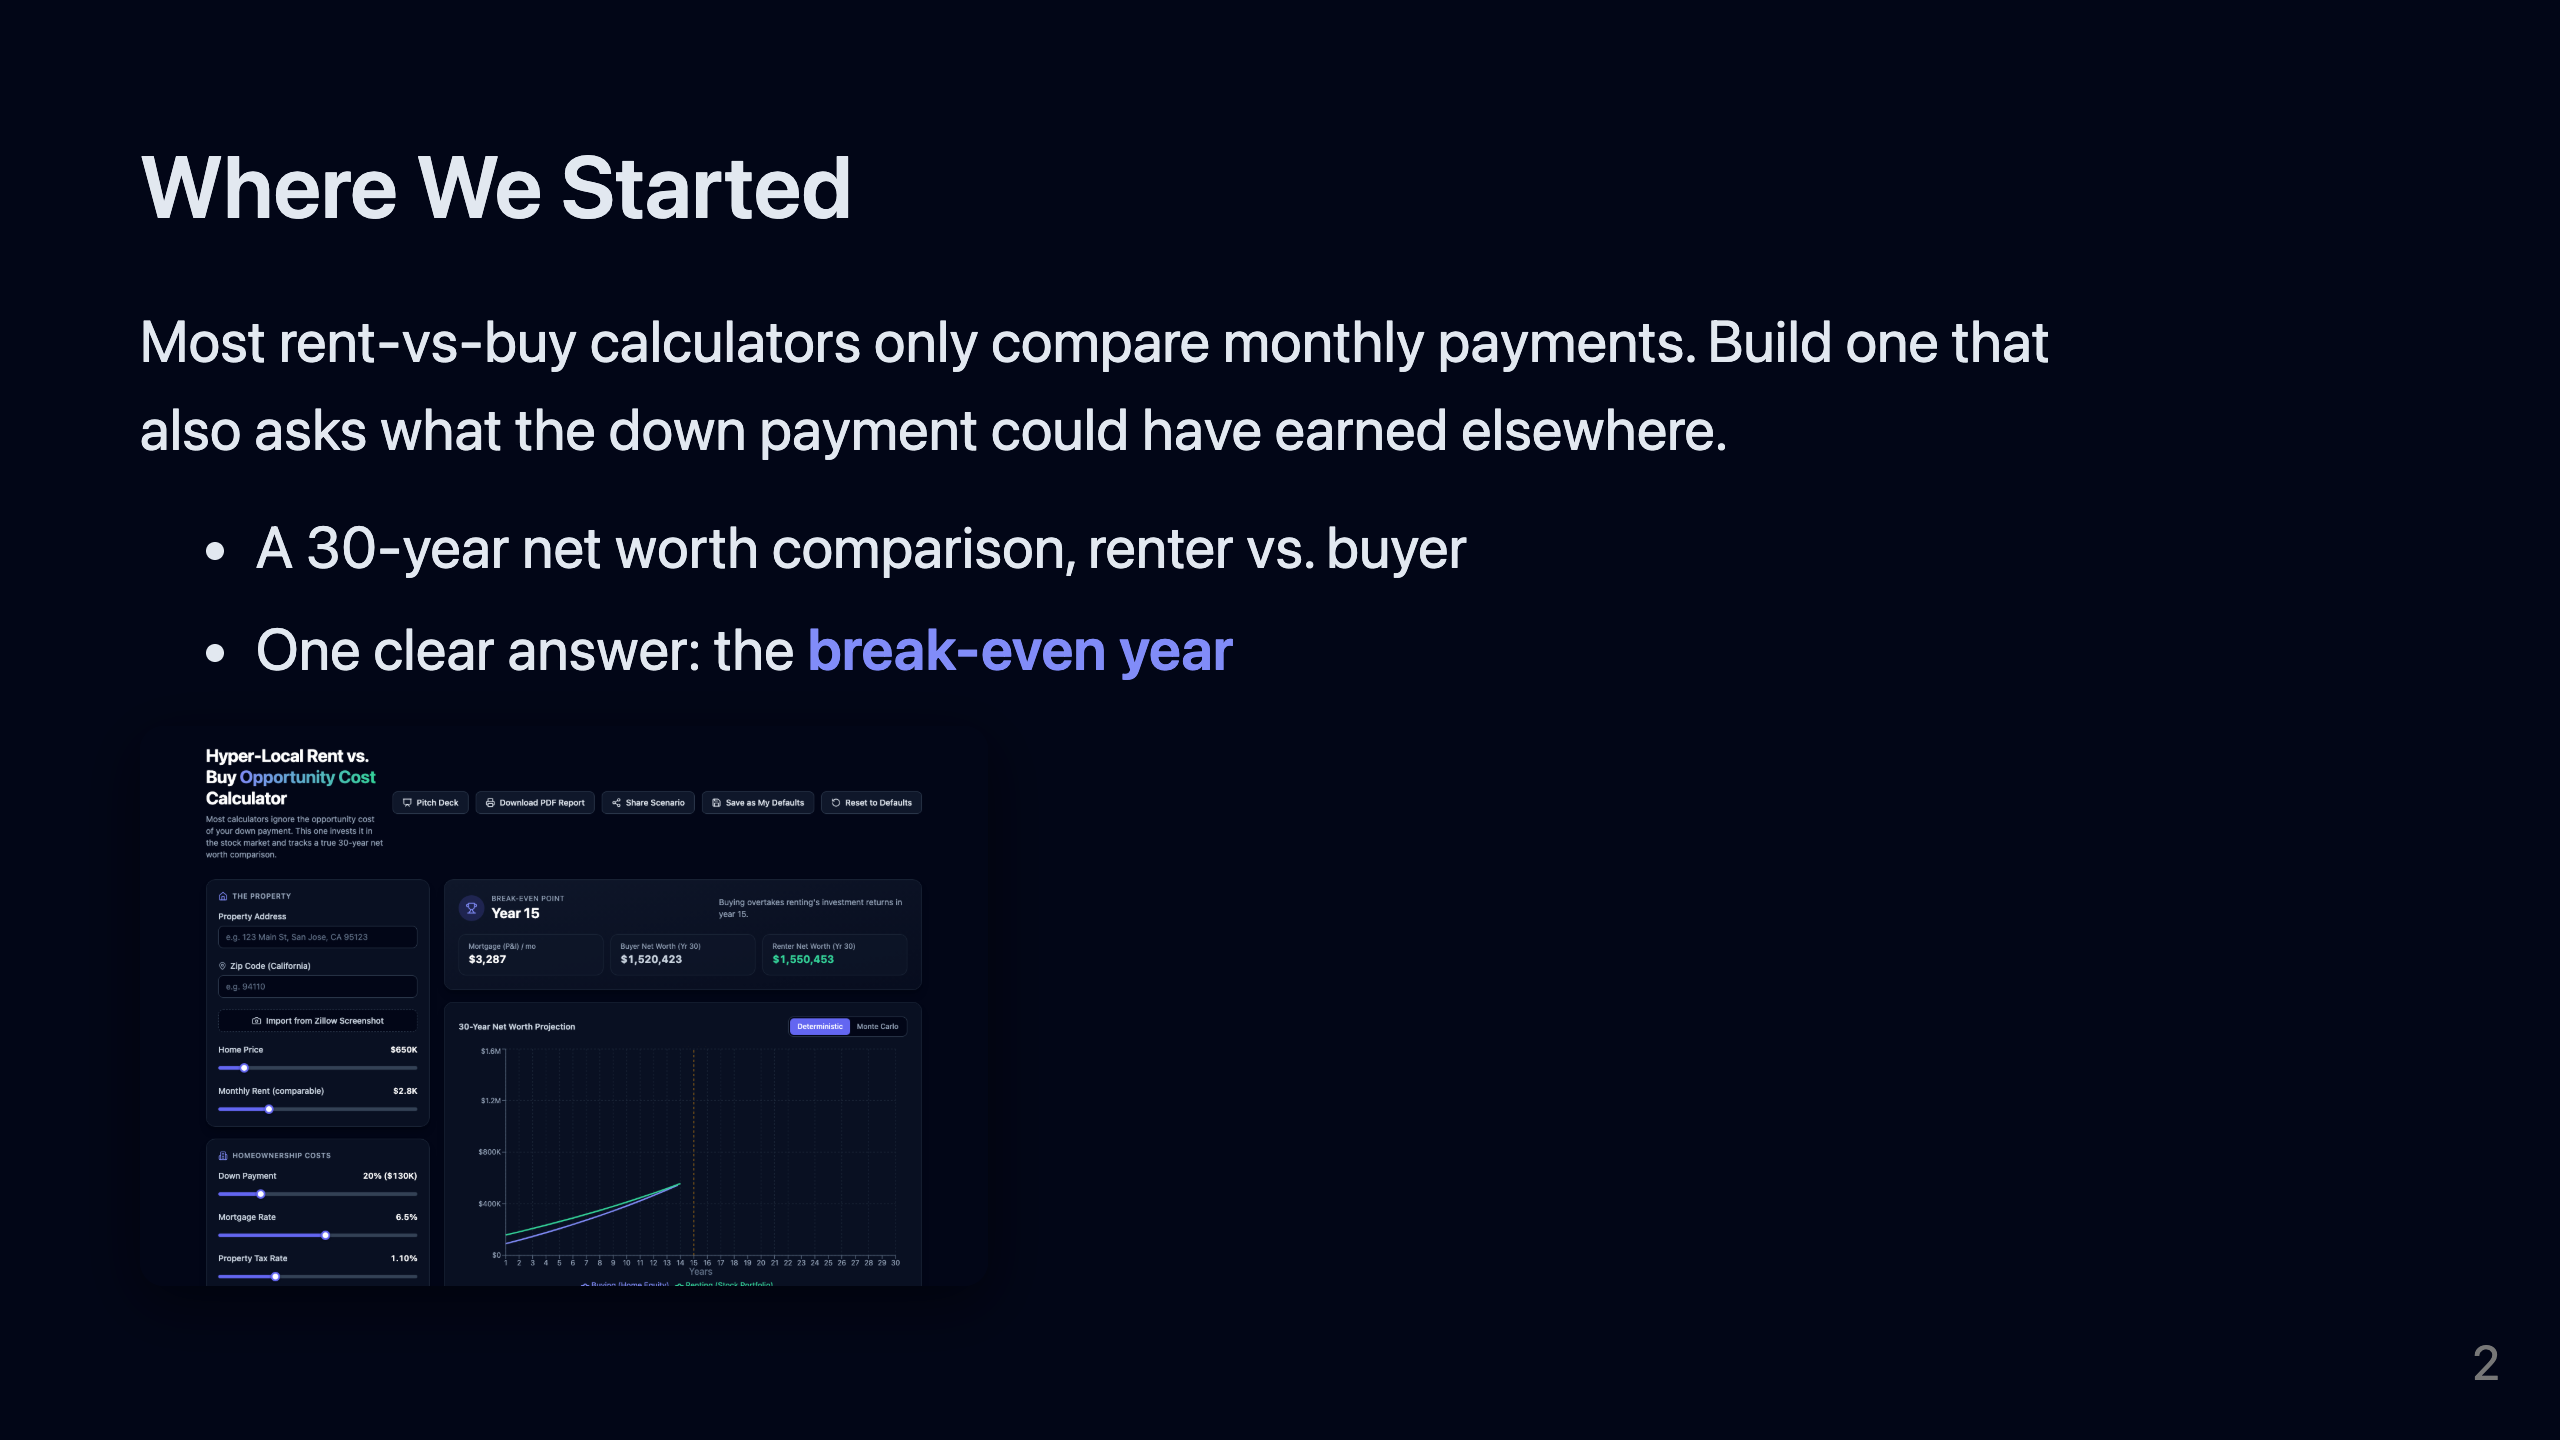 Where We Started
Most rent-vs-buy calculators only compare monthly payments. Build one that
also asks what the down payment could have earned elsewhere.
• A 30-year net worth comparison, renter vs. buyer
• One clear answer: the break-even year
Hyper-Local Rent vs.
Buy Opportunity Cost
Calculator
Most calculators ignore the opportunity cost
of your down payment. This one invests it in
the stock market and tracks a true 30-year net
worth comparison.
Pitch Deck
Download PDF Report
Share Scenario
Save as My Defaults
Reset to Defaults
THE PROPERTY
Property Address
e.g. 123 Main St, San Jose, CA 95123
Zip Code (California)
e.g. 94110
Import from Zillow Screenshot
Home Price $650K
Monthly Rent (comparable) $2.8K
HOMEOWNERSHIP COSTS
Down Payment 20% ($130K)
Mortgage Rate 6.5%
Property Tax Rate 1.10%
BREAK-EVEN POINT
Year 15
Buying overtakes renting's investment returns in
year 15.
Mortgage (P&I) / mo
$3,287
Buyer Net Worth (Yr 30)
$1,520,423
Renter Net Worth (Yr 30)
$1,550,453
30-Year Net Worth Projection
Deterministic Monte Carlo
$1.6M
$1.2M
$800K
$400K
$0
1 2 3 4 5 6 7 8 9 10 11 12 13 14 15 16 17 18 19 20 21 22 23 24 25 26 27 28 29 30
Years
Buying (Home Equity) Renting (Stock Portfolio)
2